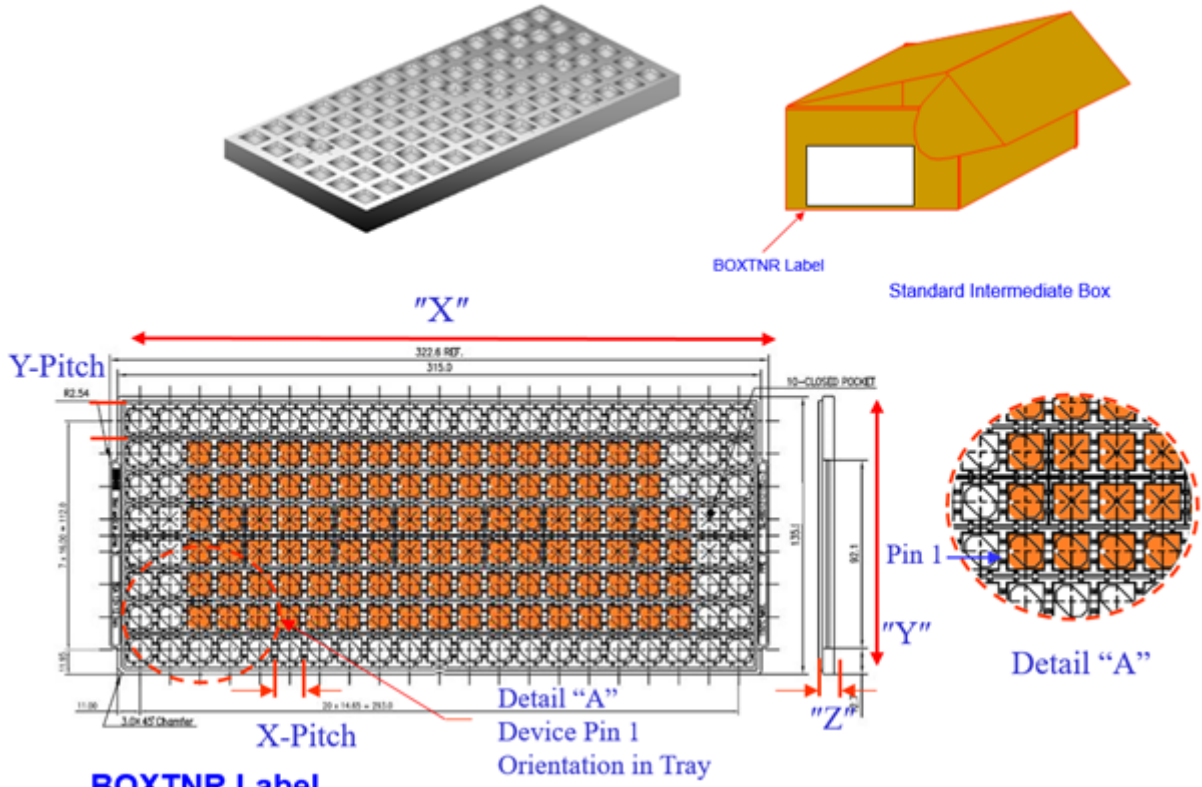 BOXTNR Label
Standard Intermediate Box
"X"
Y-Pitch
322.6 REF.
315.0
R2.54
10-CLOSED POCKET
7 x 16.00 = 112.0
135.1
92.1
Pin 1
"Y"
Detail “A”
11.95
11.00
3.0X 45° Chamfer
20 x 14.65 = 293.0
X-Pitch
Detail “A”
Device Pin 1
Orientation in Tray
"Z"
BOXTNR Label